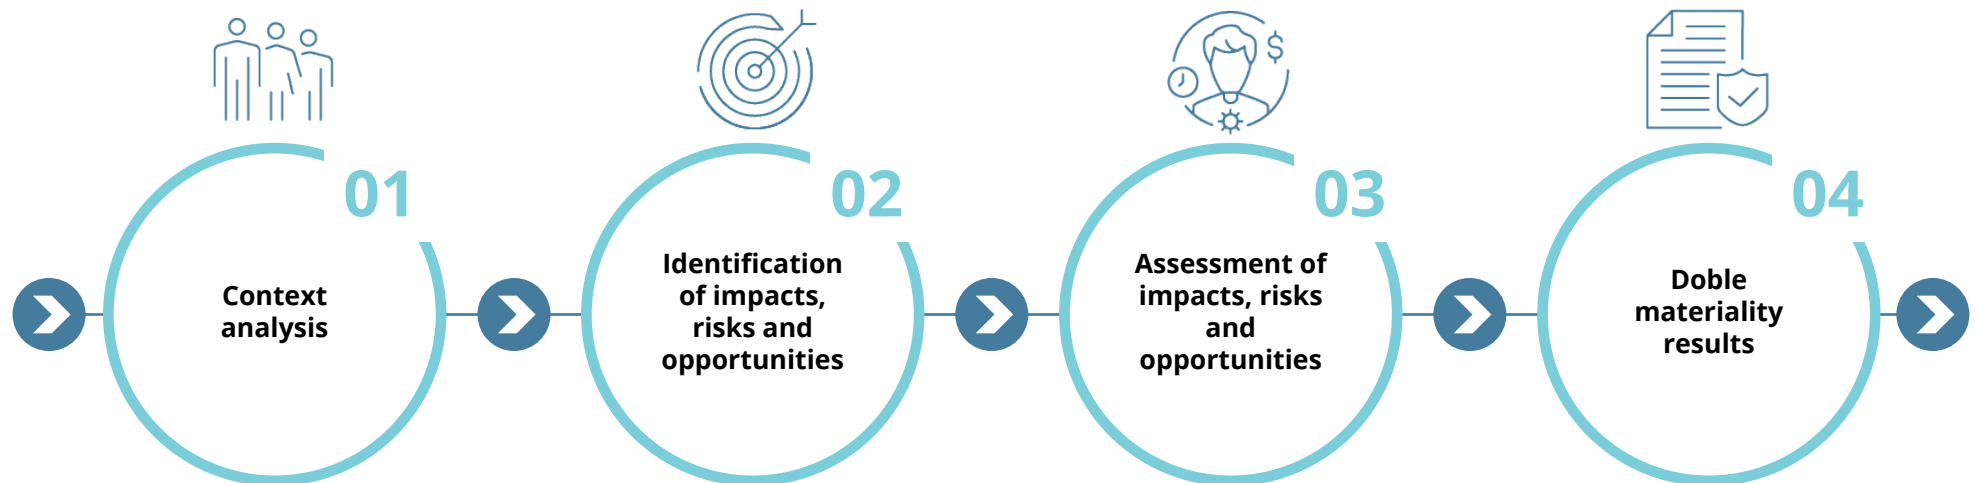 01
Context
analysis
02
Identification
of impacts,
risks and
opportunities
03
Assessment of
impacts, risks
and
opportunities
04
Doble
materiality
results